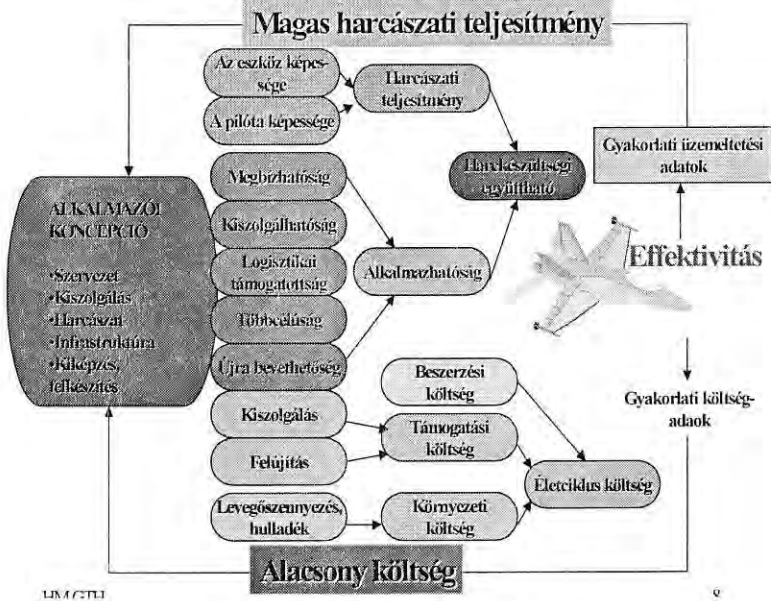 Magas harcászati teljesítmény
Az eszköz képes-
sége
A pilóta képessége
Harcászati
teljesítmény
Megbízhatóság
Kiszolgálhatóság
Logisztikai
támogatottság
Többcélúság
Újra bevethetőség
Alkalmazhatóság
Harckészültségi
együttható
Gyakorlati üzemeltetési
adatok
Effektivitás
ALKALMAZÓI
KONCEPCIÓ
•Szervezet
•Kiszolgálás
•Harcászat
•Infrastruktúra
•Kiképzés,
felkészítés
Kiszolgálás
Felújítás
Levegőszennyezés,
hulladék
Beszerzési
költség
Támogatási
költség
Környezeti
költség
Életciklus költség
Gyakorlati költség-
adaok
Alacsony költség